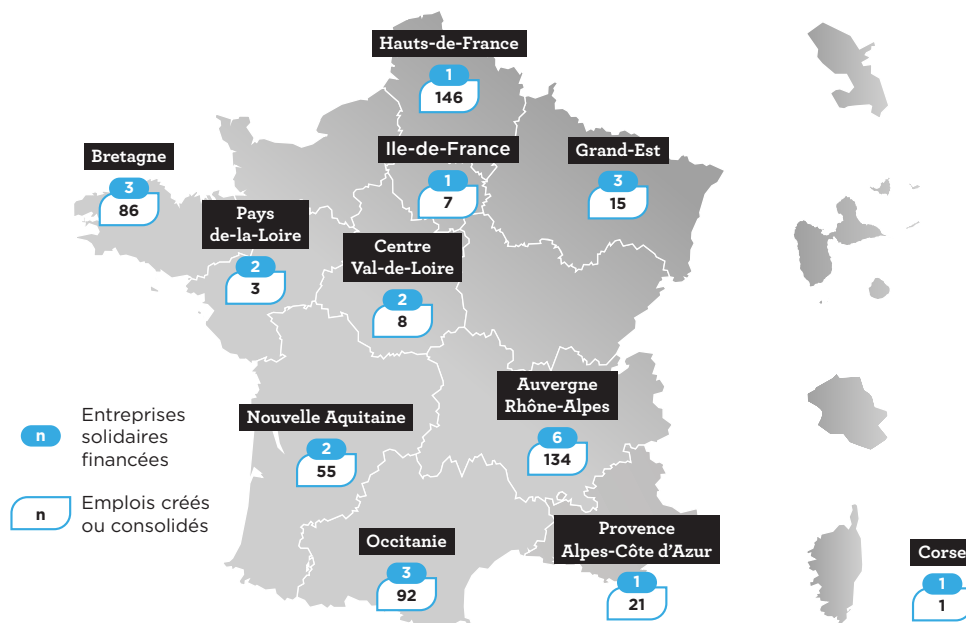 Hauts-de-France
1
146
Bretagne
3
86
Ile-de-France
1
7
Grand-Est
3
15
Pays
de-la-Loire
2
3
Centre
Val-de-Loire
2
8
Auvergne
Rhône-Alpes
6
134
Nouvelle Aquitaine
2
55
n
Entreprises
solidaires
financées
n
Emplois créés
ou consolidés
Occitanie
3
92
Provence
Alpes-Côte d’Azur
1
21
Corse
1
1